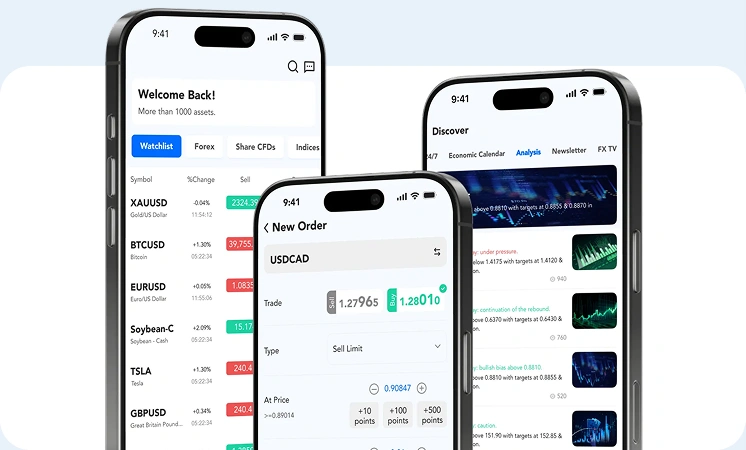 9:41
Welcome Back!
More than 1000 assets.
Watchlist Forex Share CFDs Indices
Symbol %Change Sell
XAUUSD -0.04% 2324.39
Gold/US Dollar 11:54:12
BTCUSD +1.30% 39,755.
Bitcoin 05:22:34
EURUSD +0.05% 1.0835
Euro/US Dollar 11:55:06
Soybean-C +2.09% 15.17
Soybean - Cash 05:22:34
TSLA +1.30% 240.4
Tesla 05:22:34
GBPUSD +0.34% 240.4
Great Britain Pound... 05:22:34
9:41
New Order
USDCAD
Trade Sell 1.27965 Buy 1.28010
Type Sell Limit
0.90847
At Price
>=0.89014
+10 points +100 points +500 points
9:41
Discover
24/7 Economic Calendar Analysis Newsletter FX TV
above 0.8810 with targets at 0.8855 & 0.8870 in
under pressure.
below 1.4175 with targets at 1.4120 &
940
continuation of the rebound.
above 0.6370 with targets at 0.6430 &
760
bullish bias above 0.8810.
above 0.8810 with targets at 0.8855 &
520
caution.
above 151.90 with targets at 152.85 &